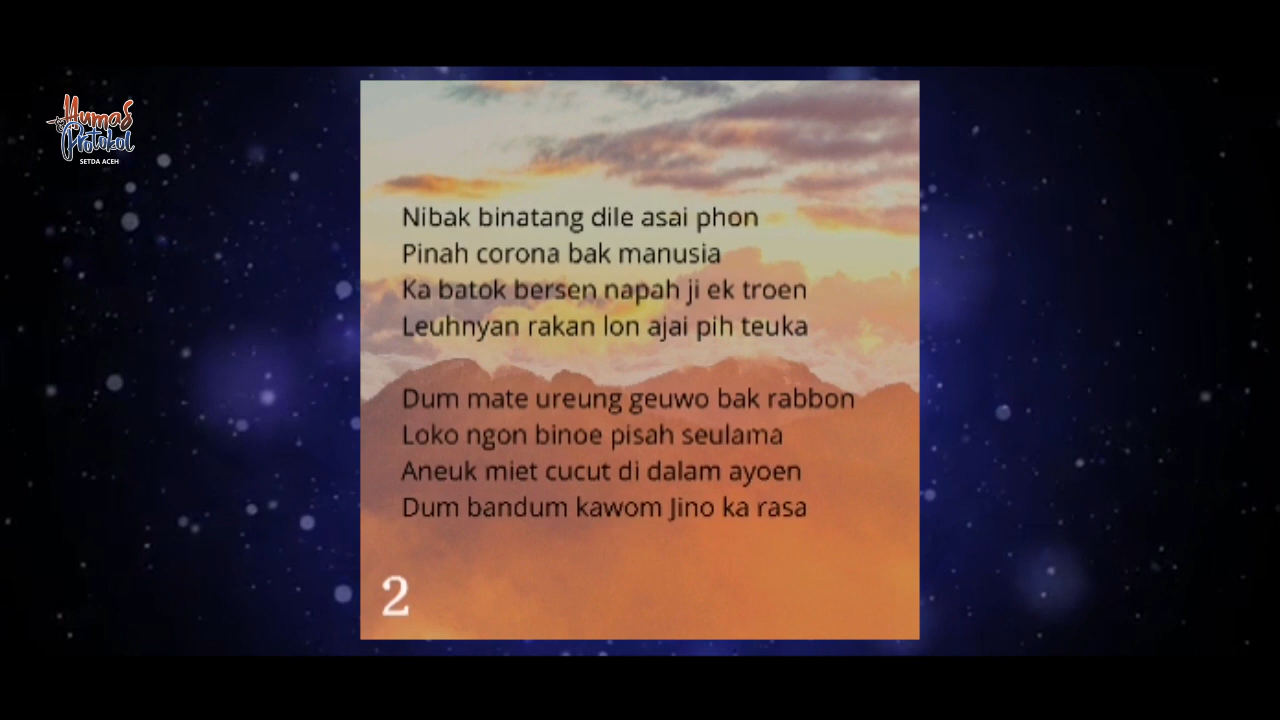 Humas
Protokol
SETDA ACEH
Nibak binatang dile asai phon
Pinah corona bak manusia
Ka batok bersen napah ji ek troen
Leuhnyan rakan lon ajai pih teuka
Dum mate ureung geuwo bak rabbon
Loko ngon binoe pisah seulama
Aneuk miet cucut di dalam ayoen
Dum bandum kawom Jino ka rasa
2